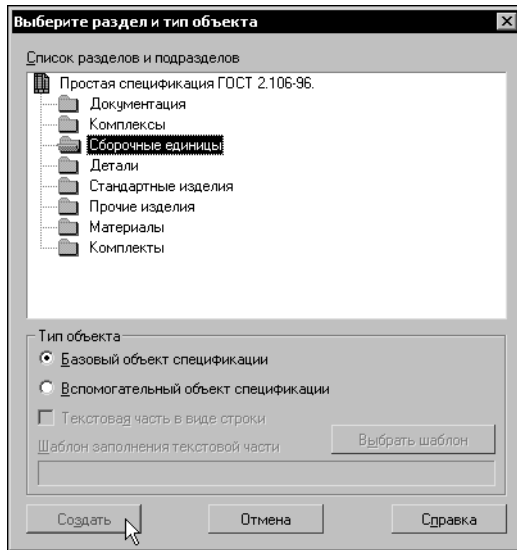 Выберите раздел и тип объекта
Список разделов и подразделов
Простая спецификация ГОСТ 2.106-96.
Документация
Комплексы
Сборочные единицы
Детали
Стандартные изделия
Прочие изделия
Материалы
Комплекты
Тип объекта
Базовый объект спецификации
Вспомогательный объект спецификации
Текстовая часть в виде строки
Шаблон заполнения текстовой части
Выбрать шаблон
Создать Отмена Справка